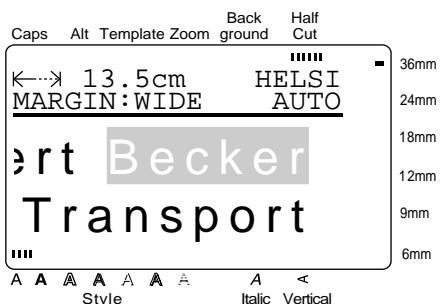 Back Half
Caps Alt Template Zoom ground Cut
13.5cm HELSI
MARGIN:WIDE AUTO
ert Becker
Transport
36mm
24mm
18mm
12mm
9mm
6mm
A A A A A A A A A
Style Italic Vertical